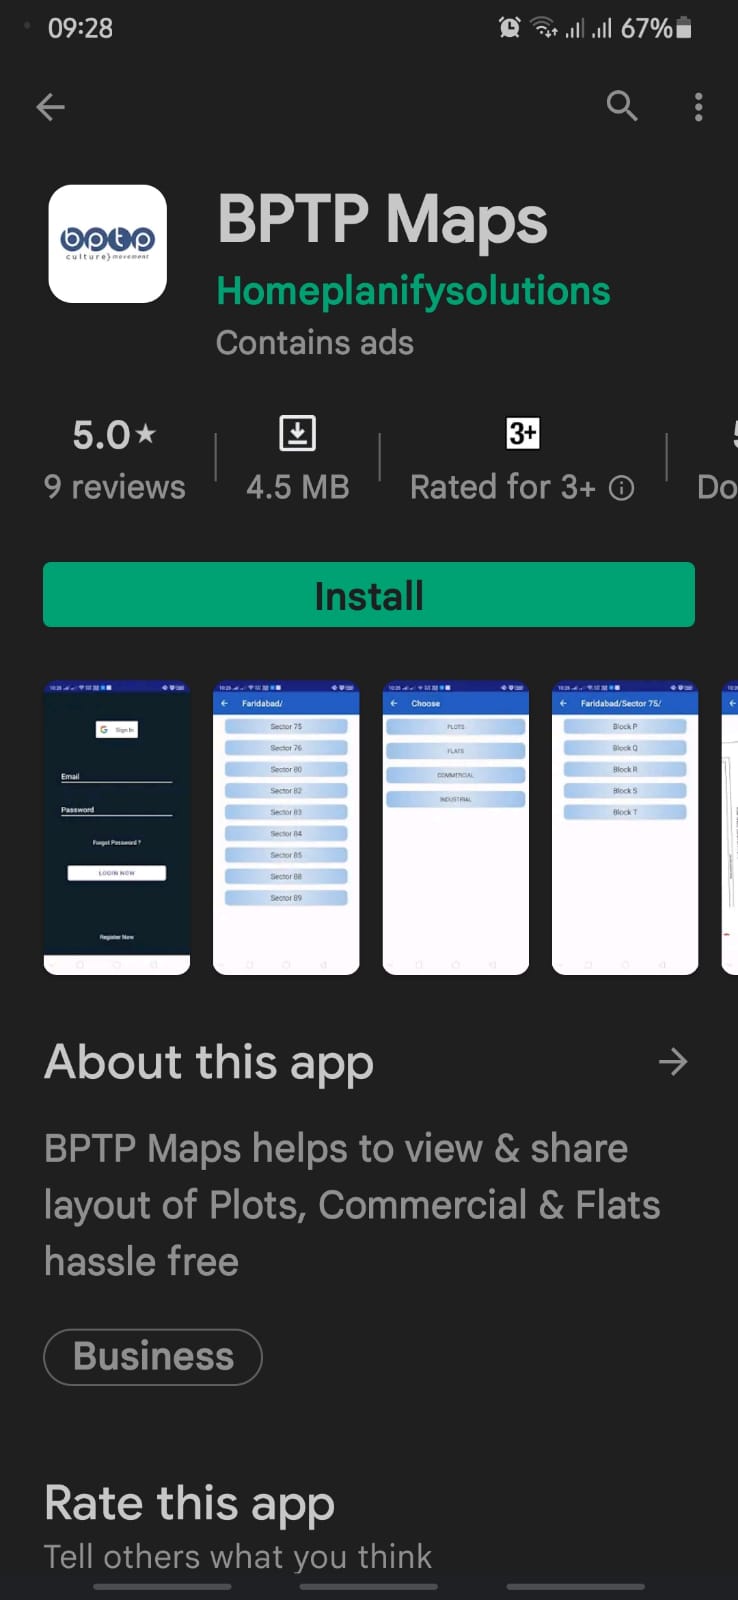 09:28
67%
bptp
culture}movement
BPTP Maps
Homeplanifysolutions
Contains ads
5.0★
9 reviews
4.5 MB
3+
Rated for 3+
Do
Install
Sign In
Email
Password
Forgot Password ?
LOGIN NOW
Register Now
Faridabad/
Sector 75
Sector 76
Sector 80
Sector 82
Sector 83
Sector 84
Sector 85
Sector 88
Sector 89
Choose
PLOTS
FLATS
COMMERCIAL
INDUSTRIAL
Faridabad/Sector 75/
Block P
Block Q
Block R
Block S
Block T
About this app
BPTP Maps helps to view & share
layout of Plots, Commercial & Flats
hassle free
Business
Rate this app
Tell others what you think